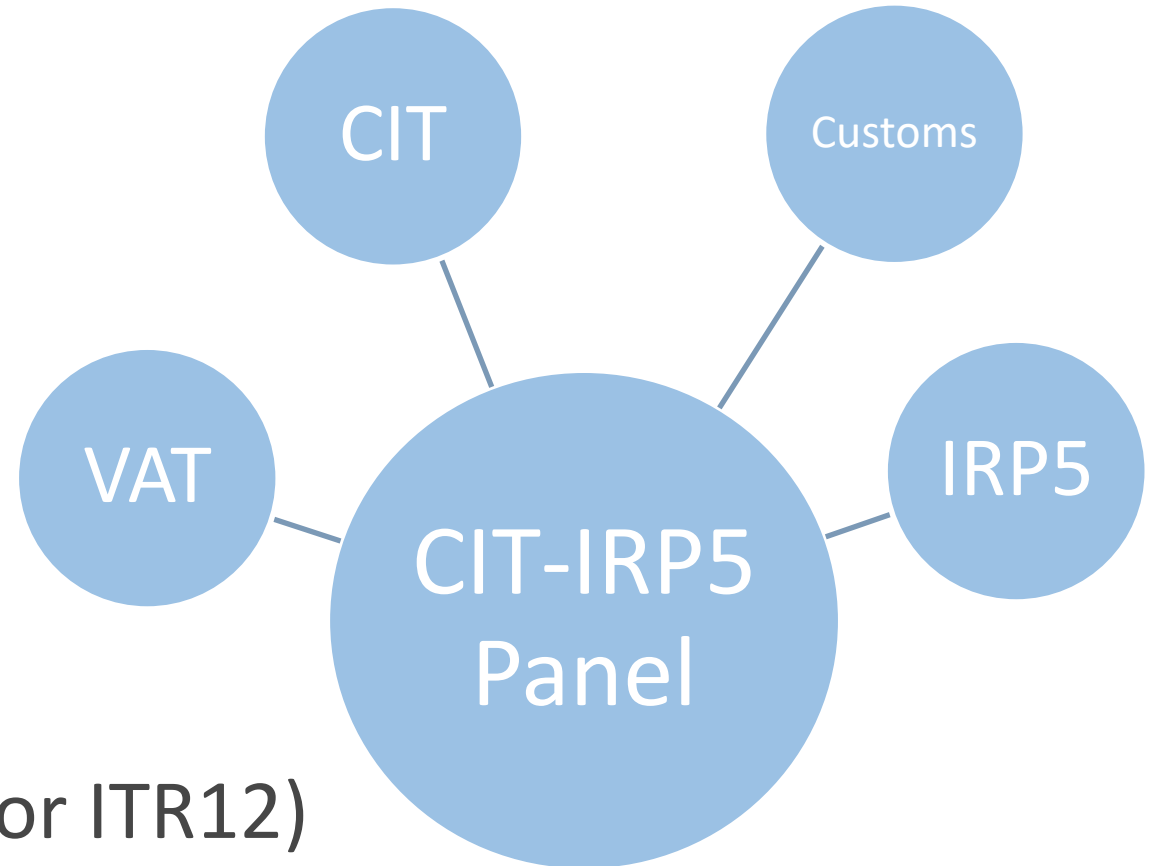 CIT
Customs
VAT
IRP5
CIT-IRP5
Panel
or ITR12)